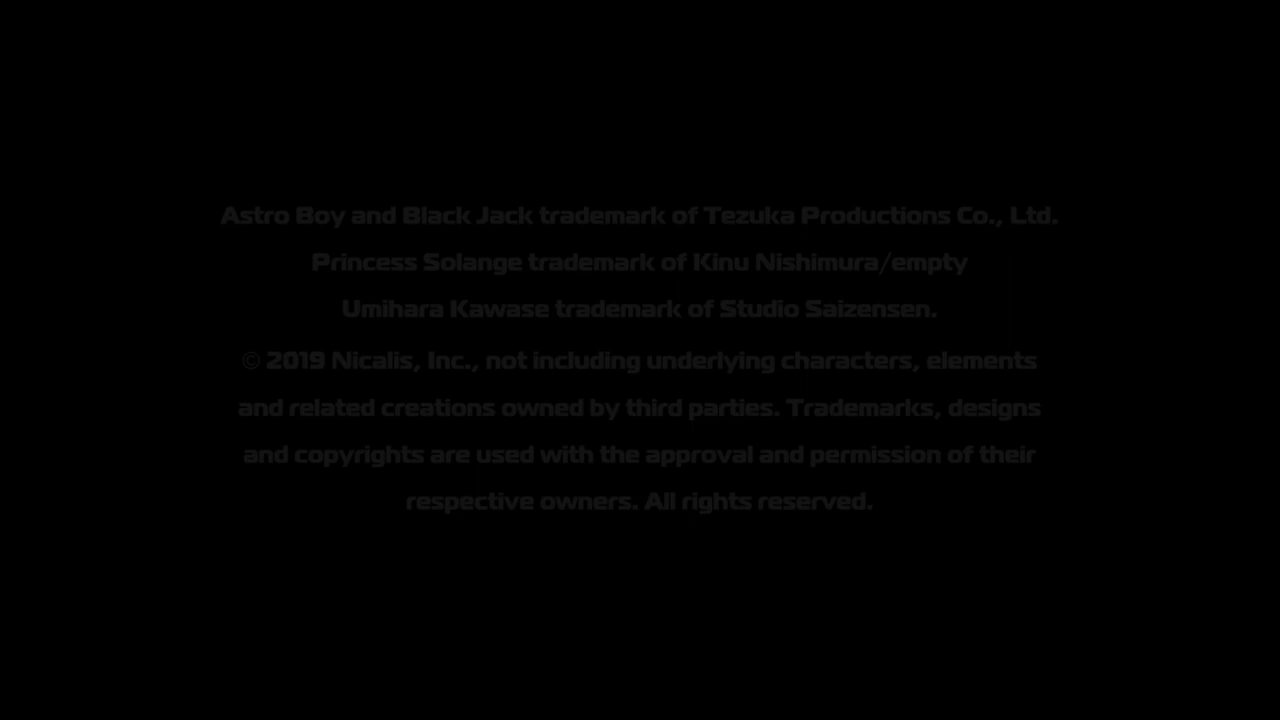 Astro Boy and Black Jack trademark of Tezuka Productions Co., Ltd.
Princess Solange trademark of Kinu Nishimura/empty
Umihara Kawase trademark of Studio Saizensen.
© 2019 Nicalis, Inc., not including underlying characters, elements
and related creations owned by third parties. Trademarks, designs
and copyrights are used with the approval and permission of their
respective owners. All rights reserved.